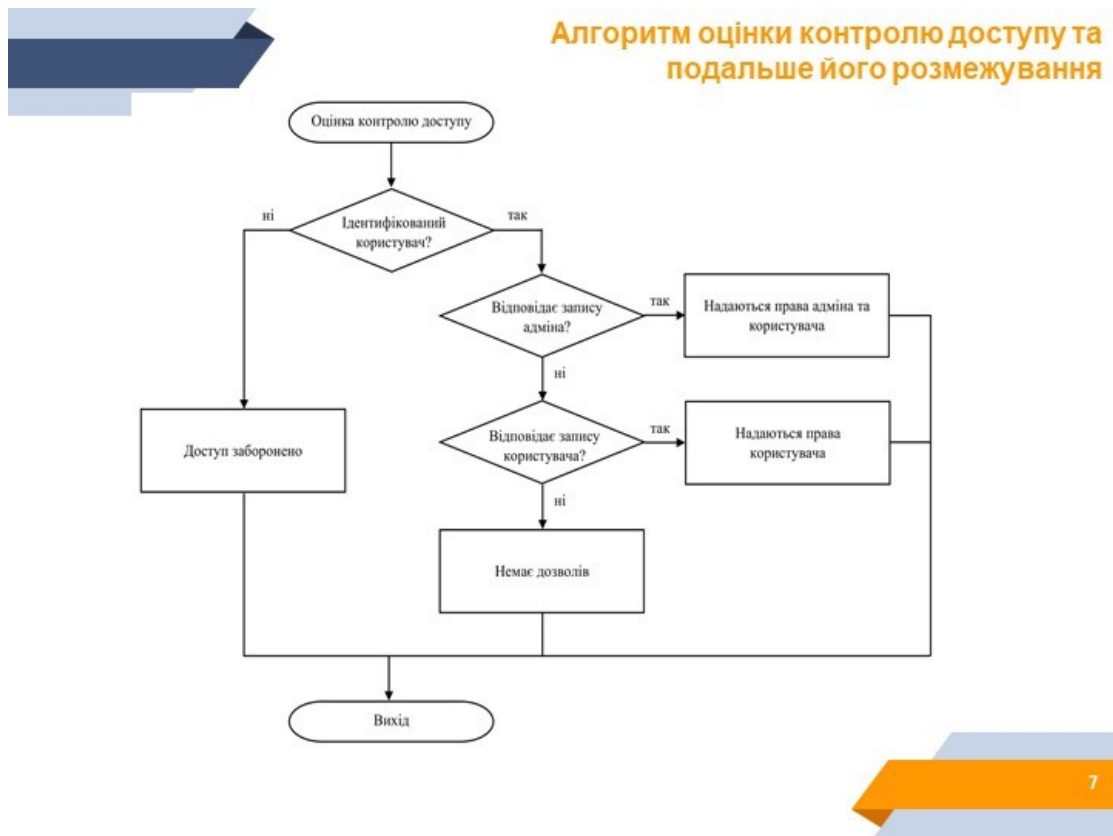 Алгоритм оцінки контролю доступу та
подальше його розмежування
Оцінка контролю доступу
ні
Ідентифікований
користувач?
так
Відповідає запису
адміна?
так
Надаються права адміна та
користувача
ні
Доступ заборонено
Відповідає запису
користувача?
так
Надаються права
користувача
ні
Немає дозволів
Вихід
7